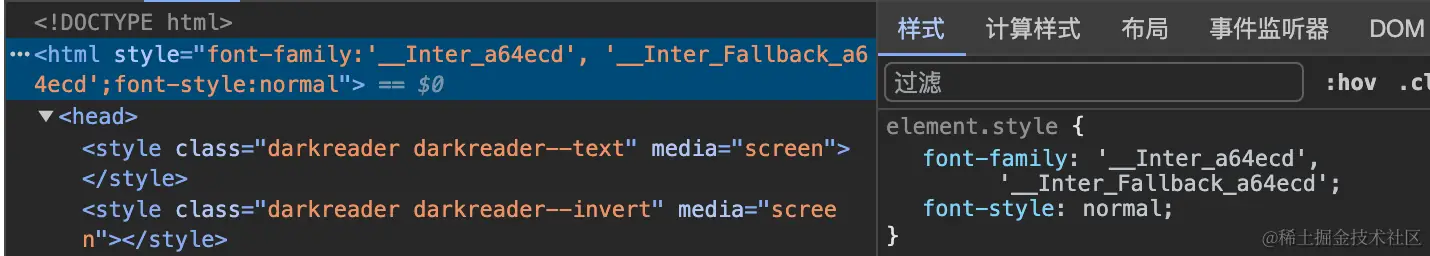 <!DOCTYPE html>
···<html style="font-family:'__Inter_a64ecd', '__Inter_Fallback_a6
4ecd';font-style:normal"> == $0
▼<head>
<style class="darkreader darkreader--text" media="screen">
</style>
<style class="darkreader darkreader--invert" media="scree
n"></style>
样式 计算样式 布局 事件监听器 DOM
过滤 :hov .cl
element.style {
font-family: '__Inter_a64ecd',
'__Inter_Fallback_a64ecd';
font-style: normal;
}
@稀土掘金技术社区